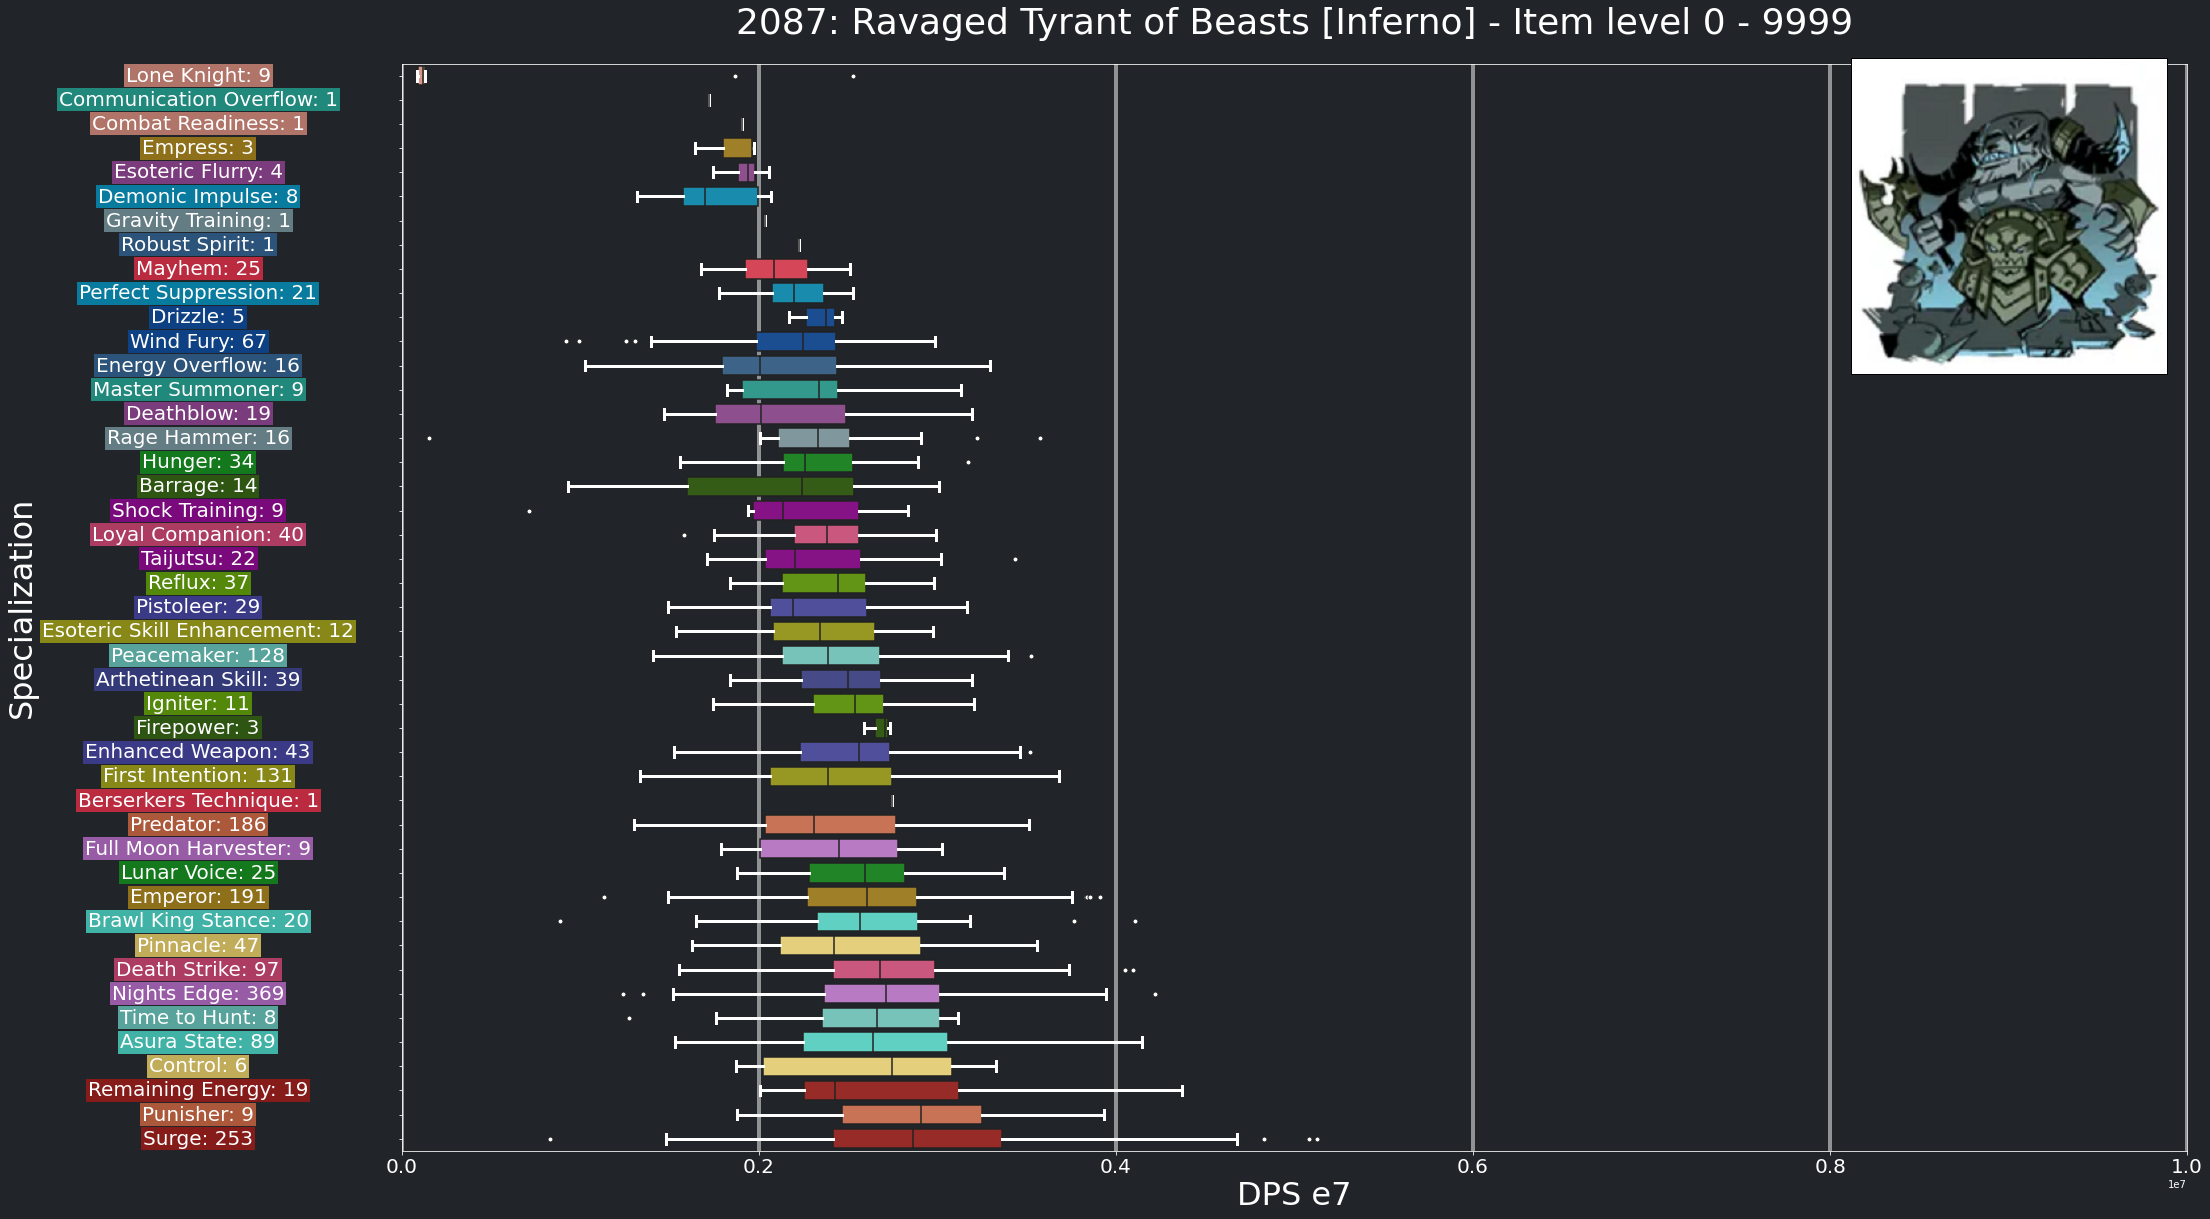 2087: Ravaged Tyrant of Beasts [Inferno] - Item level 0 - 9999
Specialization
Lone Knight: 9
Communication Overflow: 1
Combat Readiness: 1
Empress: 3
Esoteric Flurry: 4
Demonic Impulse: 8
Gravity Training: 1
Robust Spirit: 1
Mayhem: 25
Perfect Suppression: 21
Drizzle: 5
Wind Fury: 67
Energy Overflow: 16
Master Summoner: 9
Deathblow: 19
Rage Hammer: 16
Hunger: 34
Barrage: 14
Shock Training: 9
Loyal Companion: 40
Taijutsu: 22
Reflux: 37
Pistoleer: 29
Esoteric Skill Enhancement: 12
Peacemaker: 128
Arthetinean Skill: 39
Igniter: 11
Firepower: 3
Enhanced Weapon: 43
First Intention: 131
Berserkers Technique: 1
Predator: 186
Full Moon Harvester: 9
Lunar Voice: 25
Emperor: 191
Brawl King Stance: 20
Pinnacle: 47
Death Strike: 97
Nights Edge: 369
Time to Hunt: 8
Asura State: 89
Control: 6
Remaining Energy: 19
Punisher: 9
Surge: 253
0.0 0.2 0.4 0.6 0.8 1.0
1e7
DPS e7